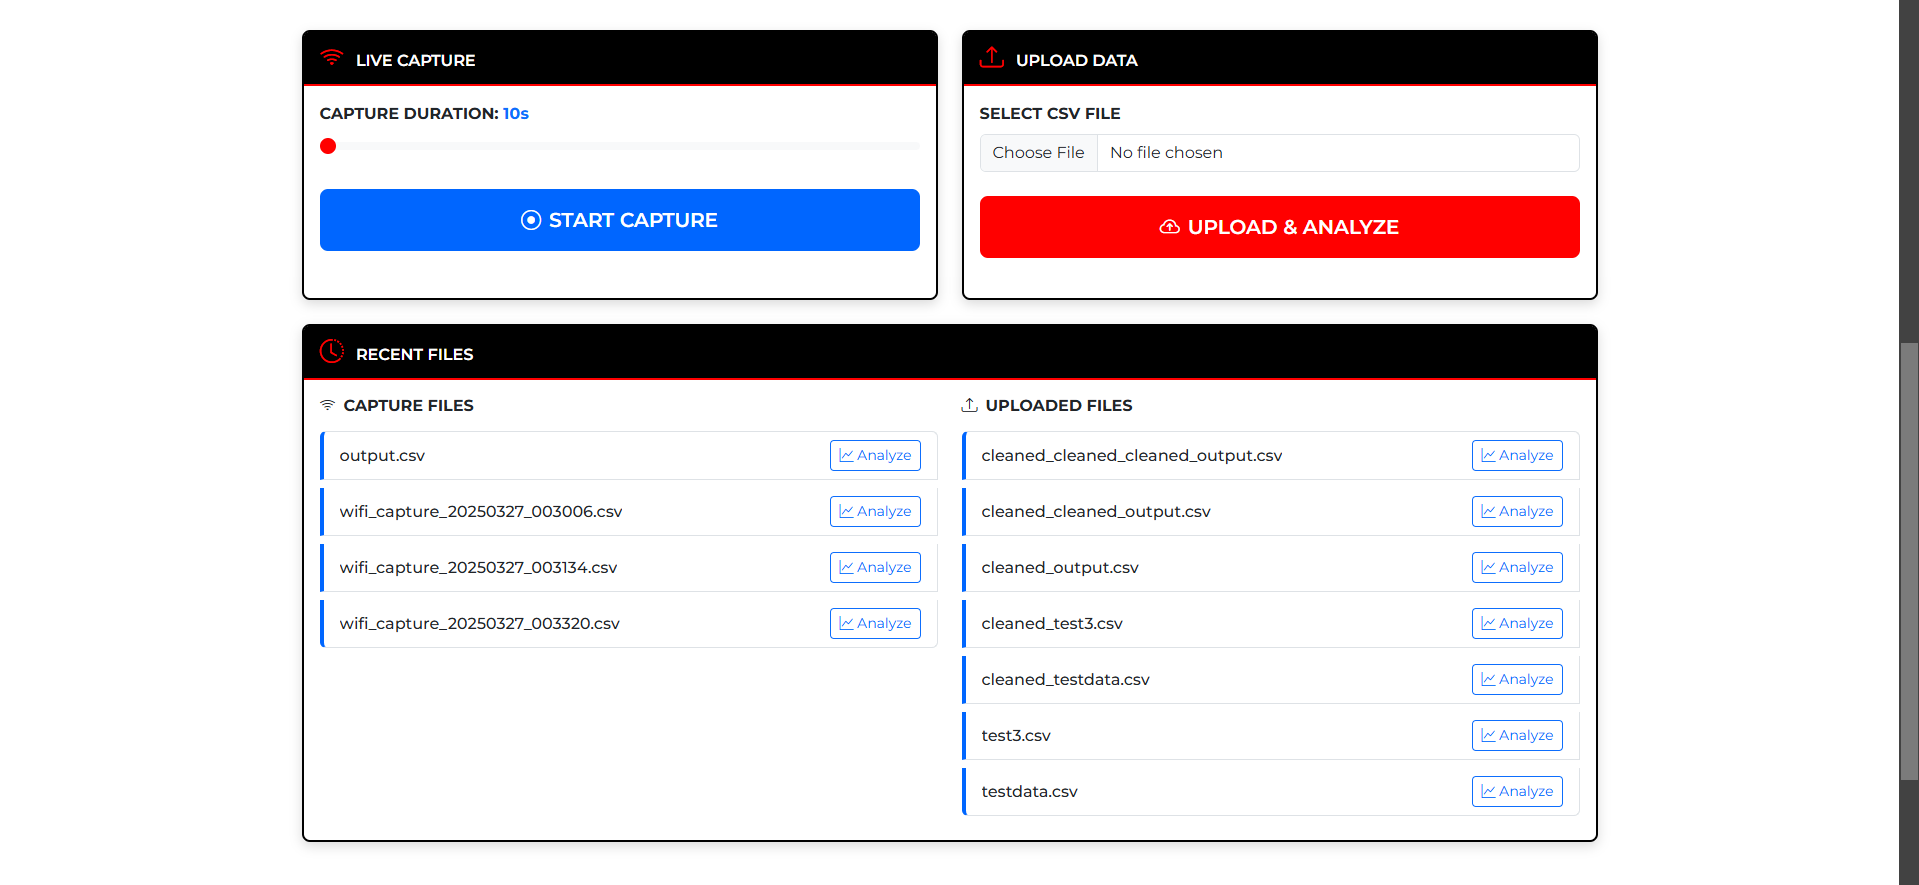 LIVE CAPTURE
CAPTURE DURATION: 10s
START CAPTURE
UPLOAD DATA
SELECT CSV FILE
Choose File No file chosen
UPLOAD & ANALYZE
RECENT FILES
CAPTURE FILES
output.csv Analyze
wifi_capture_20250327_003006.csv Analyze
wifi_capture_20250327_003134.csv Analyze
wifi_capture_20250327_003320.csv Analyze
UPLOADED FILES
cleaned_cleaned_cleaned_output.csv Analyze
cleaned_cleaned_output.csv Analyze
cleaned_output.csv Analyze
cleaned_test3.csv Analyze
cleaned_testdata.csv Analyze
test3.csv Analyze
testdata.csv Analyze